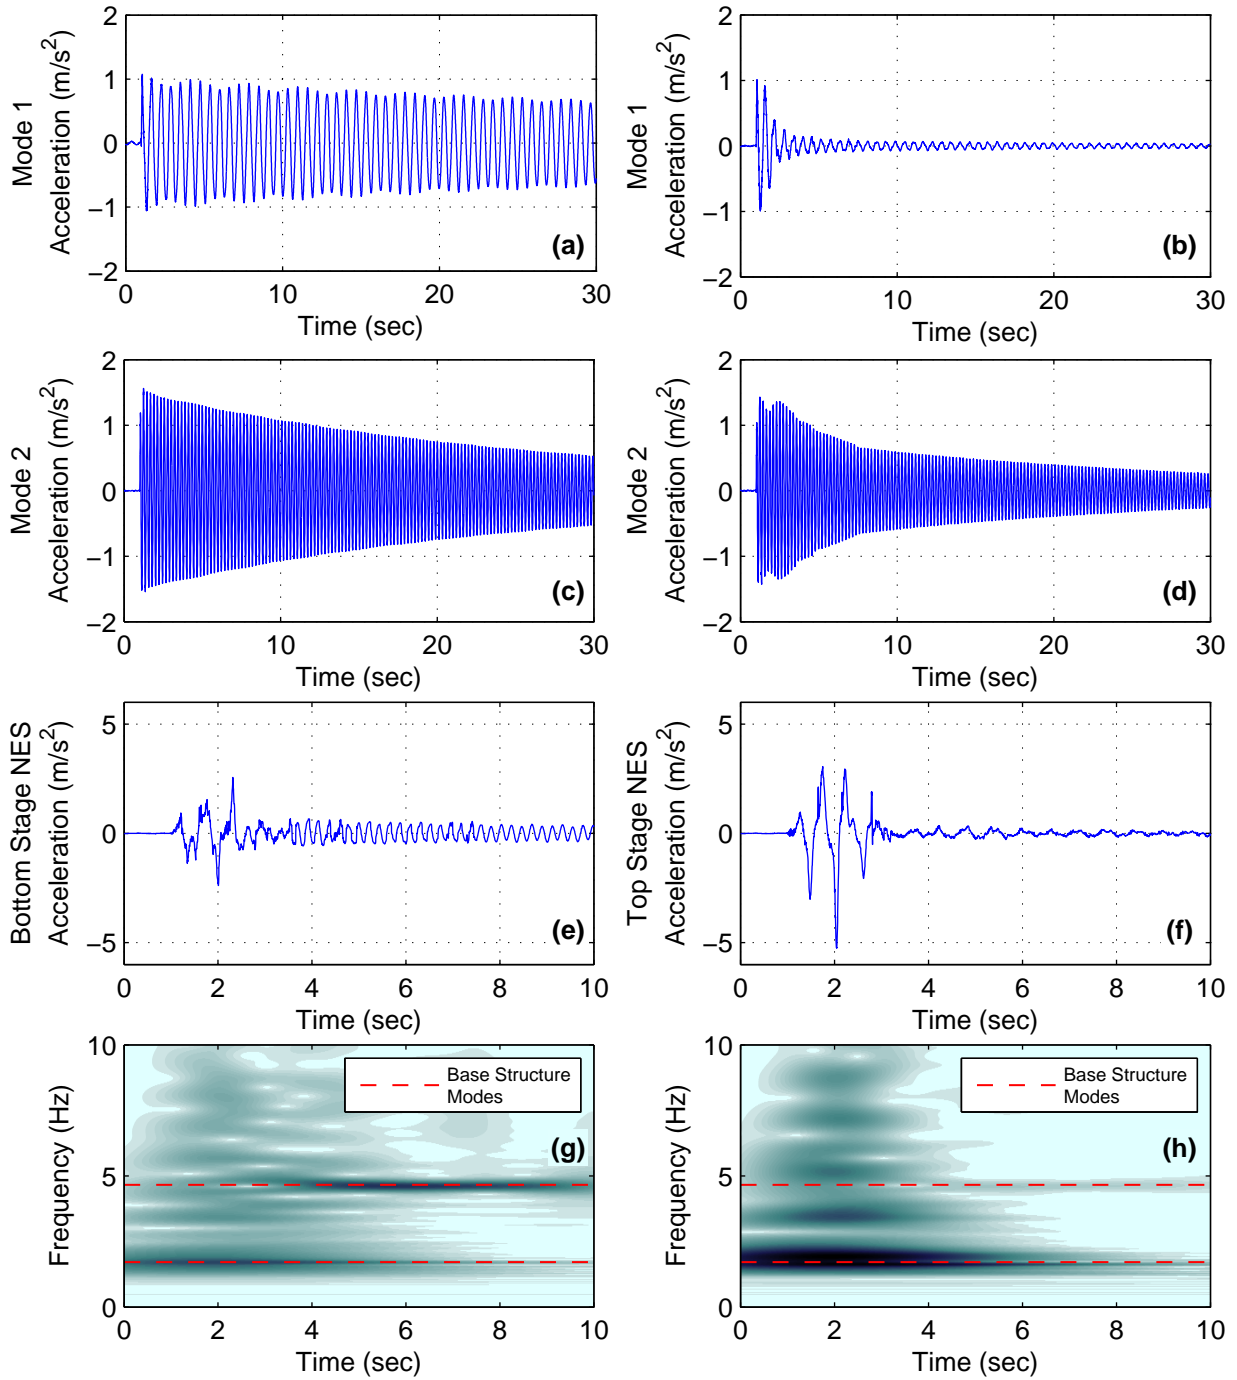 Mode 1
Acceleration (m/s²)
2
1
0
−1
−2
0
10
20
30
Time (sec)
(a)
Mode 1
Acceleration (m/s²)
2
1
0
−1
−2
0
10
20
30
Time (sec)
(b)
Mode 2
Acceleration (m/s²)
2
1
0
−1
−2
0
10
20
30
Time (sec)
(c)
Mode 2
Acceleration (m/s²)
2
1
0
−1
−2
0
10
20
30
Time (sec)
(d)
Bottom Stage NES
Acceleration (m/s²)
5
0
−5
0
2
4
6
8
10
Time (sec)
(e)
Top Stage NES
Acceleration (m/s²)
5
0
−5
0
2
4
6
8
10
Time (sec)
(f)
Frequency (Hz)
10
5
0
0
2
4
6
8
10
Time (sec)
Base Structure
Modes
(g)
Frequency (Hz)
10
5
0
0
2
4
6
8
10
Time (sec)
Base Structure
Modes
(h)